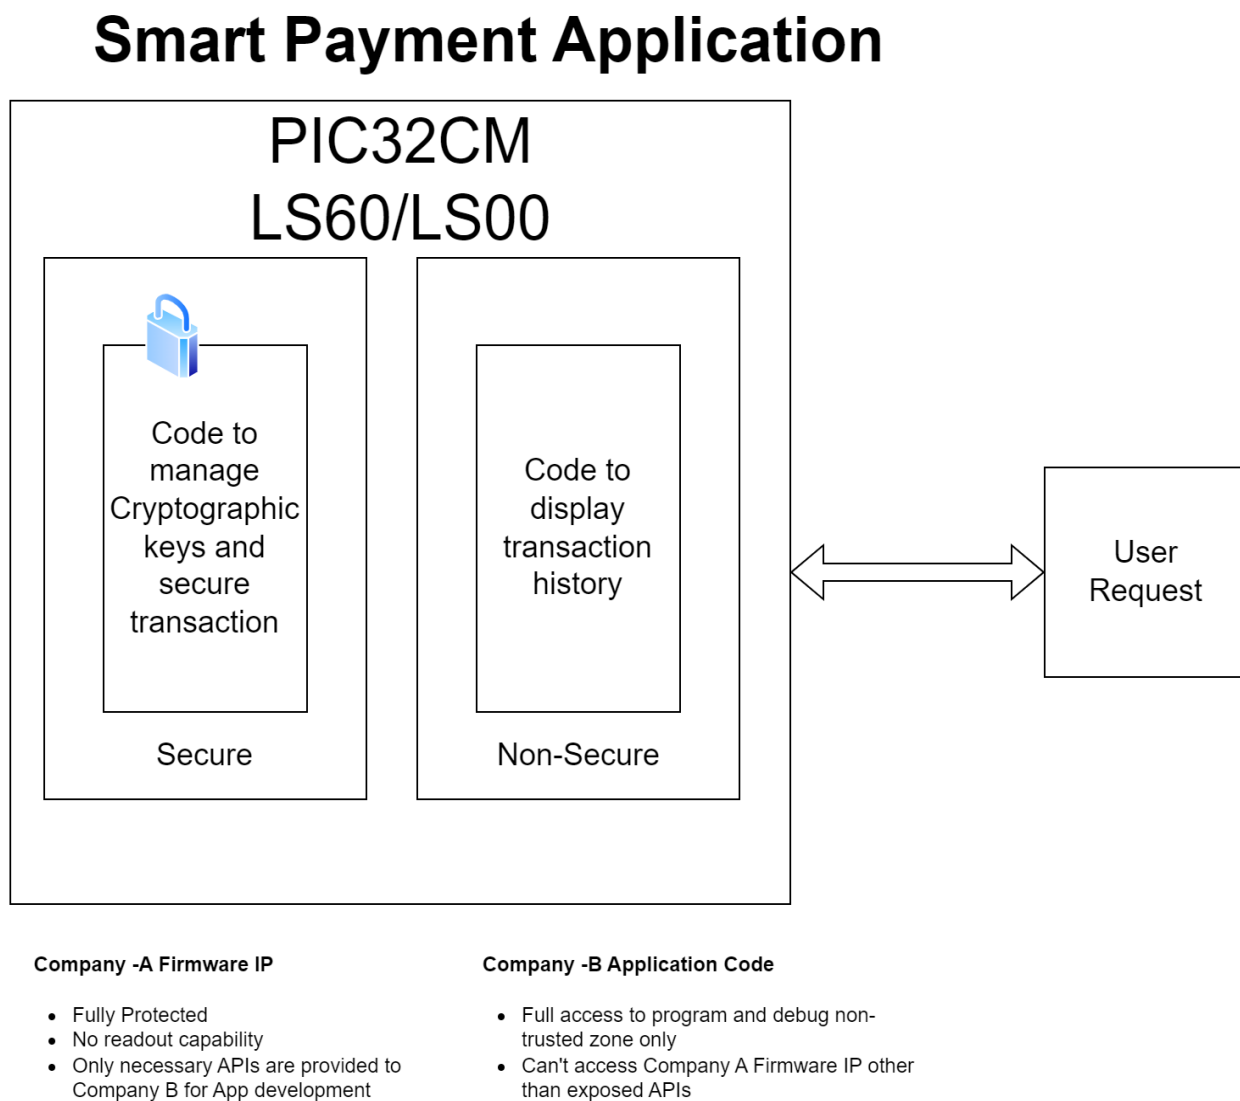 Smart Payment Application
PIC32CM
LS60/LS00
Code to
manage
Cryptographic
keys and
secure
transaction
Secure
Code to
display
transaction
history
Non-Secure
User
Request
Company -A Firmware IP
• Fully Protected
• No readout capability
• Only necessary APIs are provided to
Company B for App development
Company -B Application Code
• Full access to program and debug non-
trusted zone only
• Can't access Company A Firmware IP other
than exposed APIs